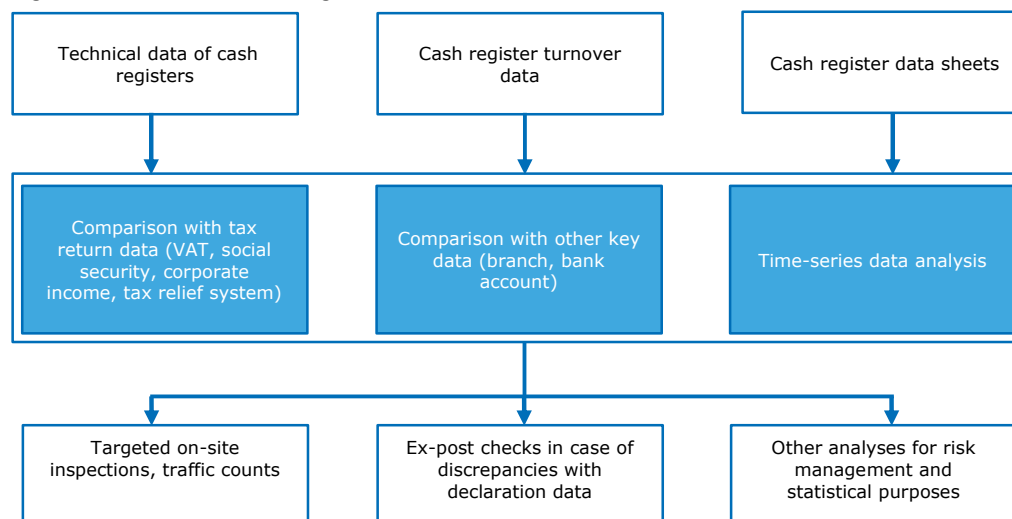 Technical data of cash
registers
Cash register turnover
data
Cash register data sheets
Comparison with tax
return data (VAT, social
security, corporate
income, tax relief system)
Comparison with other key
data (branch, bank
account)
Time-series data analysis
Targeted on-site
inspections, traffic counts
Ex-post checks in case of
discrepancies with
declaration data
Other analyses for risk
management and
statistical purposes